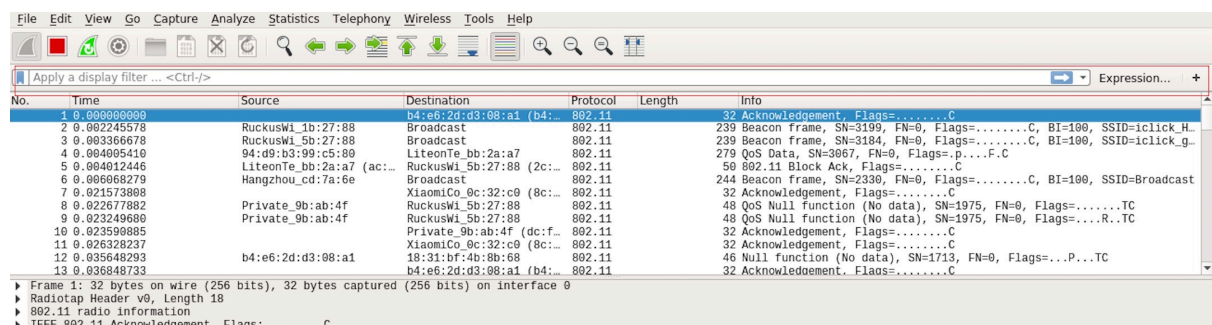 File Edit View Go Capture Analyze Statistics Telephony Wireless Tools Help
Apply a display filter ... <Ctrl-/> Expression... +
No. Time Source Destination Protocol Length Info
1 0.000000000 b4:e6:2d:d3:08:a1 (b4:… 802.11 32 Acknowledgement, Flags=........C
2 0.002245578 RuckusWi_1b:27:88 Broadcast 802.11 239 Beacon frame, SN=3199, FN=0, Flags=........C, BI=100, SSID=iclick_H…
3 0.003366678 RuckusWi_5b:27:88 Broadcast 802.11 239 Beacon frame, SN=3184, FN=0, Flags=........C, BI=100, SSID=iclick_g…
4 0.004005410 94:d9:b3:99:c5:80 LiteonTe_bb:2a:a7 802.11 279 QoS Data, SN=3067, FN=0, Flags=.p....F.C
5 0.004012446 LiteonTe_bb:2a:a7 (ac:… RuckusWi_5b:27:88 (2c:… 802.11 50 802.11 Block Ack, Flags=........C
6 0.006068279 Hangzhou_cd:7a:6e Broadcast 802.11 244 Beacon frame, SN=2330, FN=0, Flags=........C, BI=100, SSID=Broadcast
7 0.021573808 XiaomiCo_0c:32:c0 (8c:… 802.11 32 Acknowledgement, Flags=........C
8 0.022677882 Private_9b:ab:4f RuckusWi_5b:27:88 802.11 48 QoS Null function (No data), SN=1975, FN=0, Flags=.......TC
9 0.023249680 Private_9b:ab:4f RuckusWi_5b:27:88 802.11 48 QoS Null function (No data), SN=1975, FN=0, Flags=....R..TC
10 0.023590885 Private_9b:ab:4f (dc:f… 802.11 32 Acknowledgement, Flags=........C
11 0.026328237 XiaomiCo_0c:32:c0 (8c:… 802.11 32 Acknowledgement, Flags=........C
12 0.035648293 b4:e6:2d:d3:08:a1 18:31:bf:4b:8b:68 802.11 46 Null function (No data), SN=1713, FN=0, Flags=...P...TC
13 0.036848733 b4:e6:2d:d3:08:a1 (b4:… 802.11 32 Acknowledgement, Flags=........C
Frame 1: 32 bytes on wire (256 bits), 32 bytes captured (256 bits) on interface 0
Radiotap Header v0, Length 18
802.11 radio information
IEEE 802.11 Acknowledgement, Flags: ........C